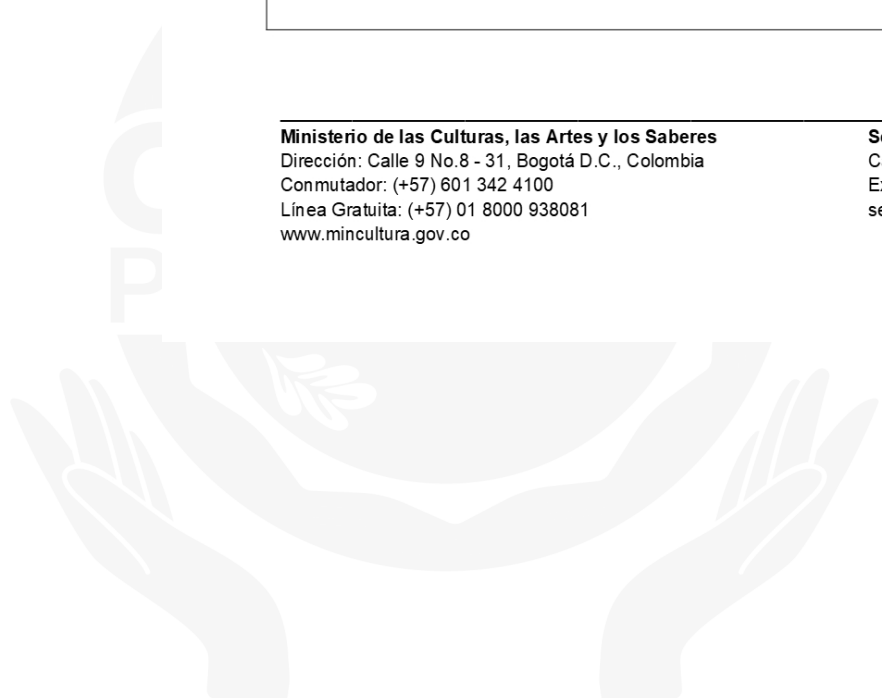 Ministerio de las Culturas, las Artes y los Saberes
Dirección: Calle 9 No.8 - 31, Bogotá D.C., Colombia
Conmutador: (+57) 601 342 4100
Línea Gratuita: (+57) 01 8000 938081
www.mincultura.gov.co